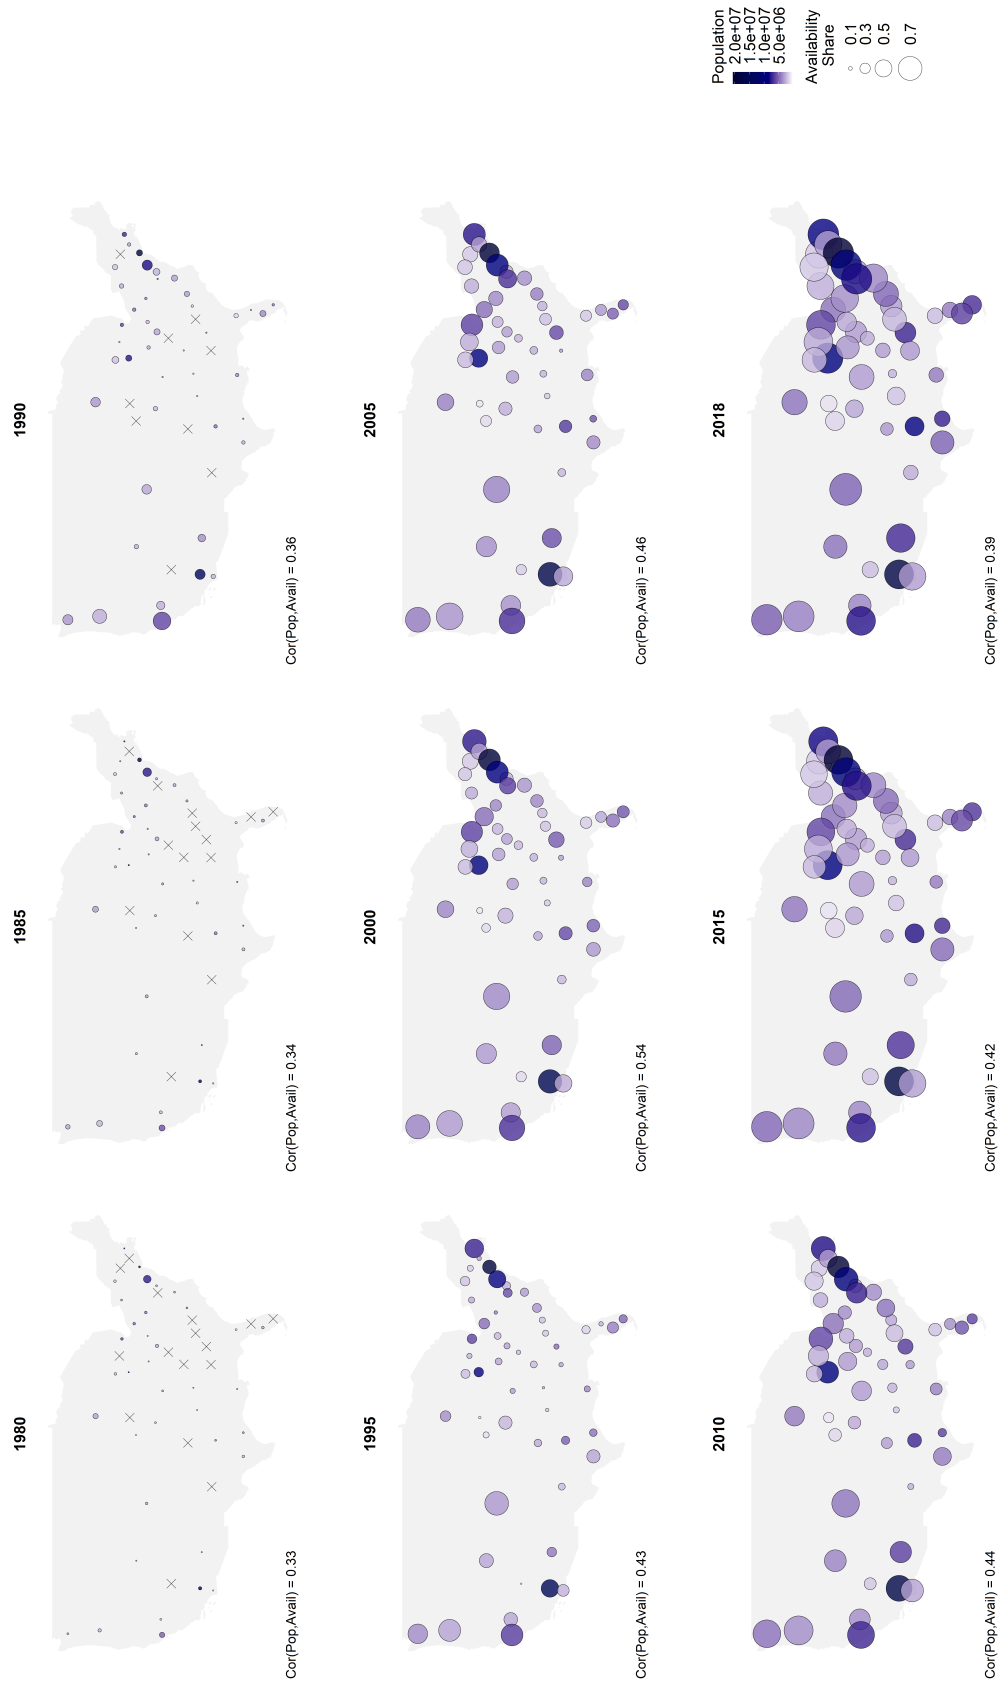 1980
1985
1990
Cor(Pop,Avail) = 0.33
Cor(Pop,Avail) = 0.34
Cor(Pop,Avail) = 0.36
1995
2000
2005
Cor(Pop,Avail) = 0.43
Cor(Pop,Avail) = 0.54
Cor(Pop,Avail) = 0.46
2010
2015
2018
Cor(Pop,Avail) = 0.44
Cor(Pop,Avail) = 0.42
Cor(Pop,Avail) = 0.39
Population
2.0e+07
1.5e+07
1.0e+07
5.0e+06
Availability
Share
0.1
0.3
0.5
0.7